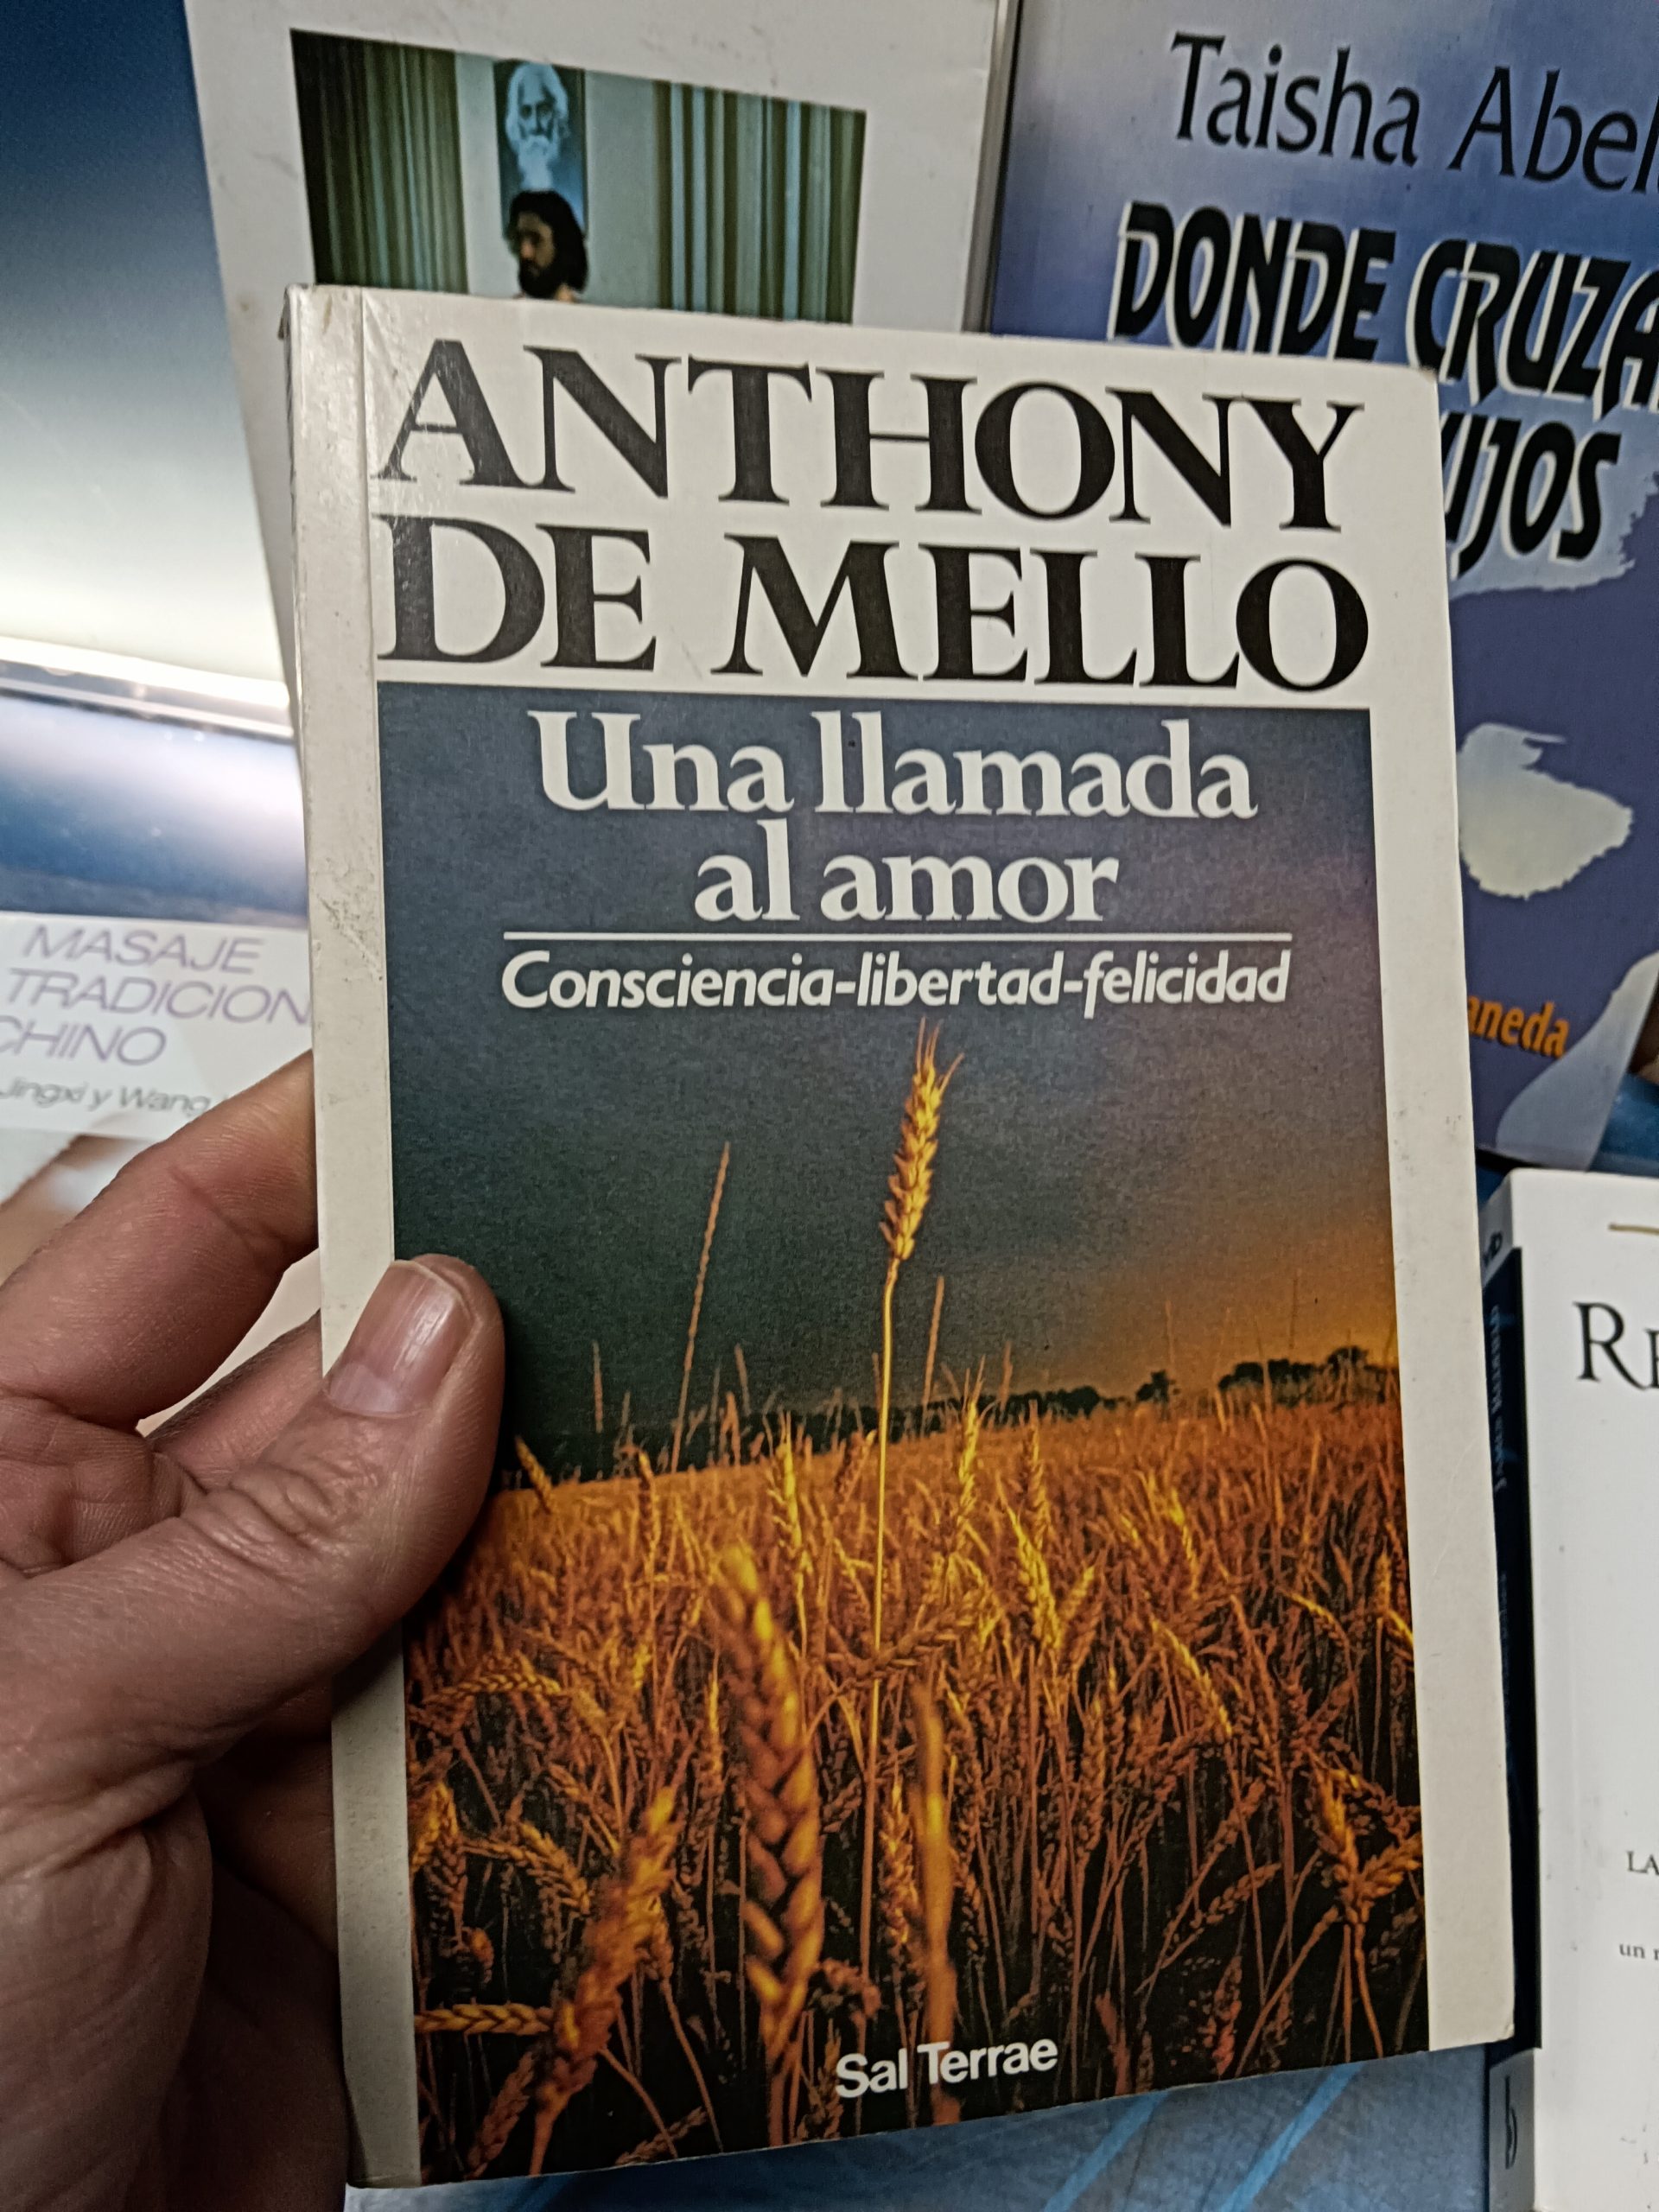 Taisha Abel
DONDE CRUZA
UJOS
aneda
ANTHONY
DE MELLO
Una llamada
al amor
Consciencia-libertad-felicidad
Sal Terrae
MASAJE
TRADICION
CHINO
Jingxi y Wang
RE
LA
un